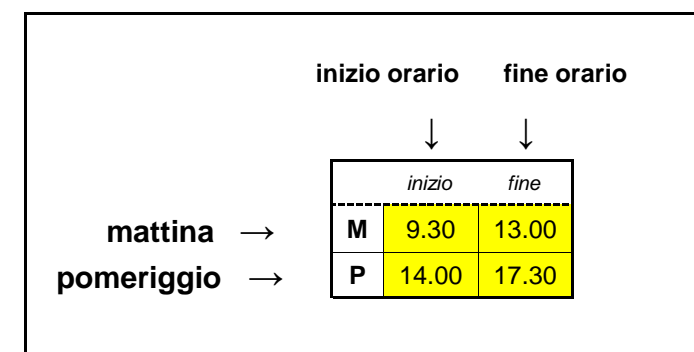 inizio orario fine orario
↓ ↓
inizio fine
mattina → M 9.30 13.00
pomeriggio → P 14.00 17.30